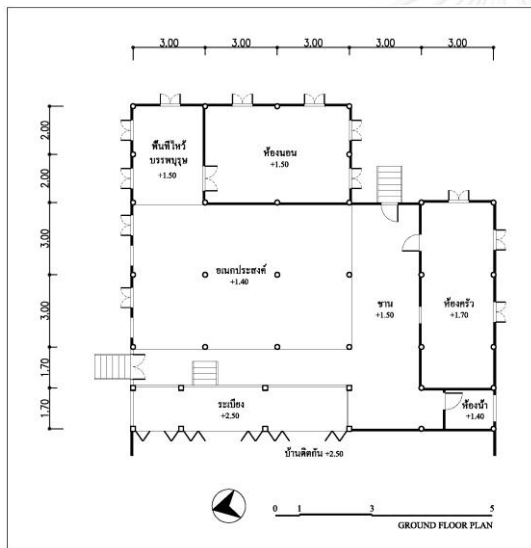 3.00 3.00 3.00 3.00 3.00
2.00
2.00
3.00
3.00
1.70
1.70
พื้นที่ไหว้
บรรพบุรุษ
+1.50
ห้องนอน
+1.50
อเนกประสงค์
+1.40
ชาน
+1.50
ห้องครัว
+1.70
ระเบียง
+2.50
ห้องน้ำ
+1.40
บ้านติดกัน +2.50
0 1 3 5
GROUND FLOOR PLAN